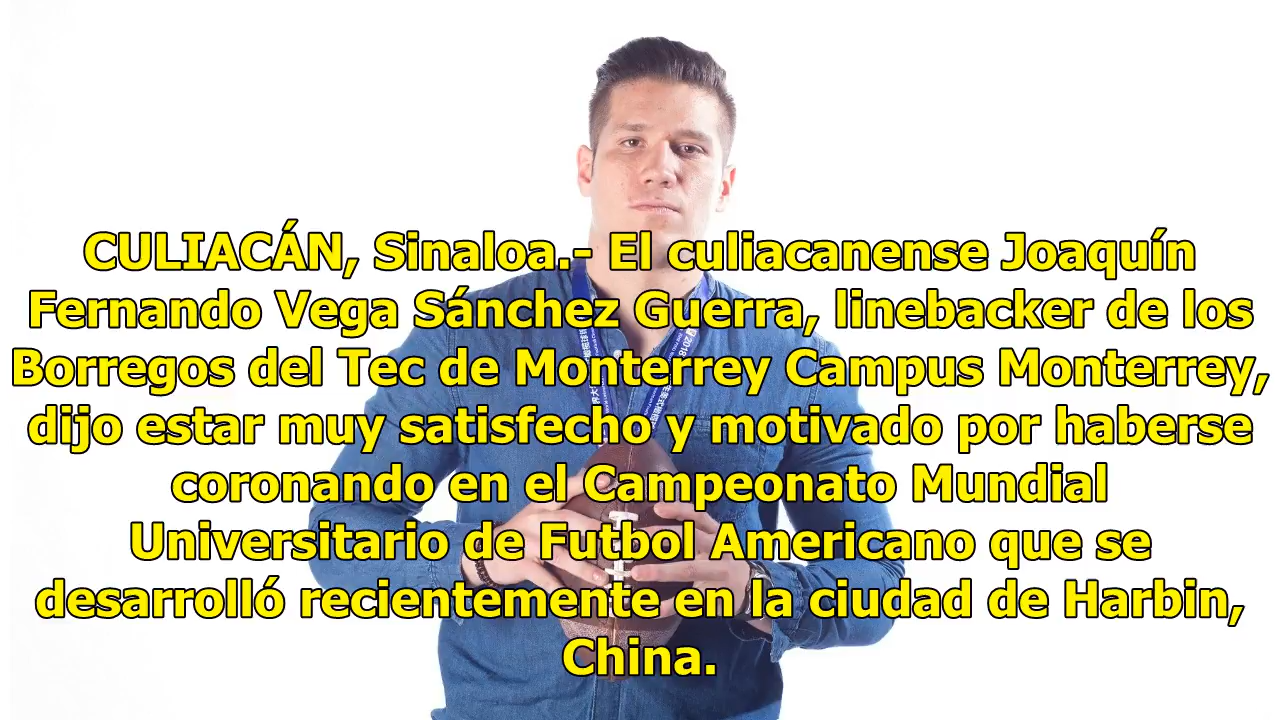 CULIACÁN, Sinaloa.- El culiacanense Joaquín
Fernando Vega Sánchez Guerra, linebacker de los
Borregos del Tec de Monterrey Campus Monterrey,
dijo estar muy satisfecho y motivado por haberse
coronando en el Campeonato Mundial
Universitario de Futbol Americano que se
desarrolló recientemente en la ciudad de Harbin,
China.
2018